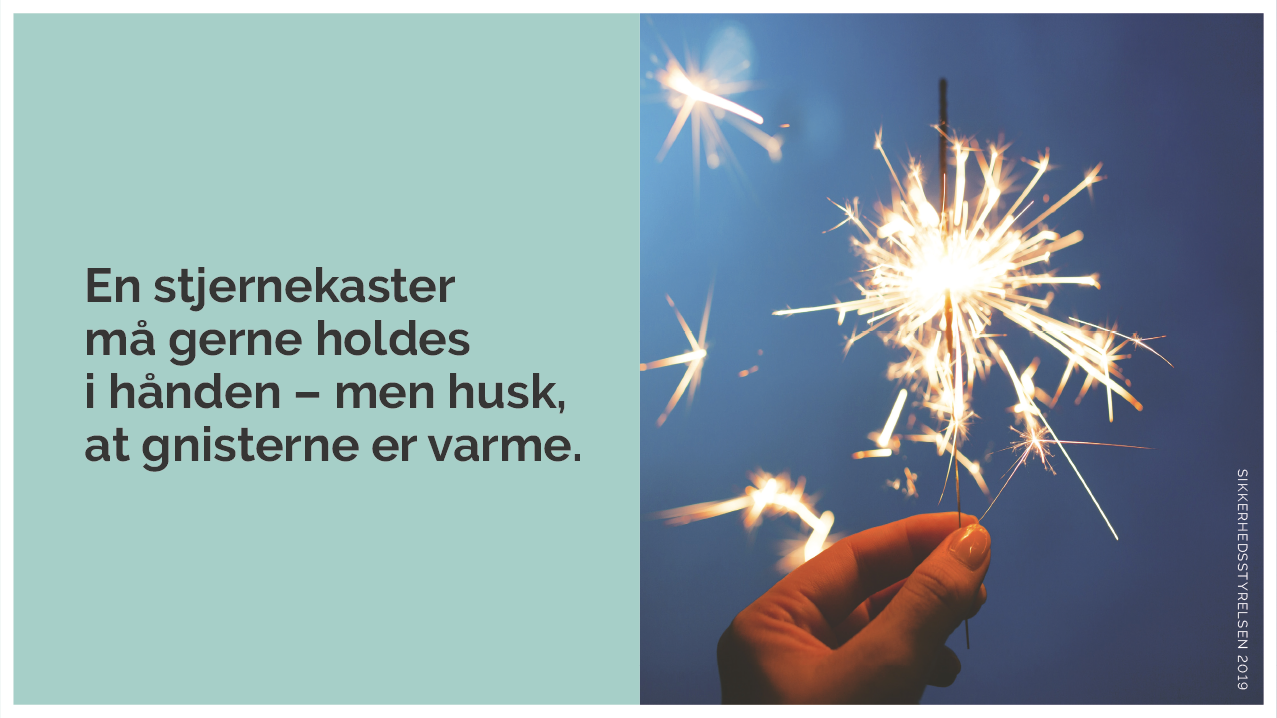 En stjernekaster
må gerne holdes
i hånden – men husk,
at gnisterne er varme.
SIKKERHEDSSTYRELSEN 2019